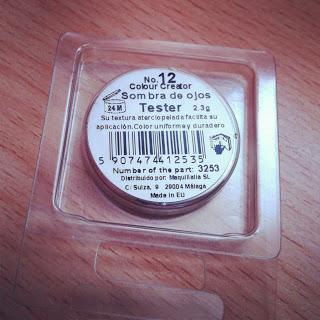 No. 12
Colour Creator
Sombra de ojos
Tester 2.3g
24 M
Su textura aterciopelada facilita su
aplicación. Color uniforme y duradero
5 907474 412535
Number of the part: 3253
Distribuido por: Maquillalia SL
C/ Suiza, 9 29004 Málaga
Made in EU